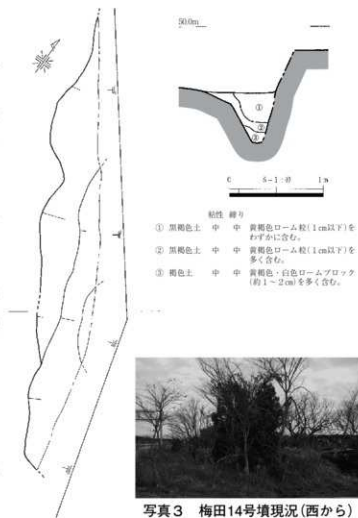 50.0m
粘性 締り
① 黒褐色土 中 中 黄褐色ローム粒(1cm以下)を
わずかに含む。
② 黒褐色土 中 中 黄褐色ローム粒(1cm以下)を
多く含む。
③ 褐色土 中 中 黄褐色・白色ロームブロック
(約1～2cm)を多く含む。
写真3 梅田14号墳現況(西から)